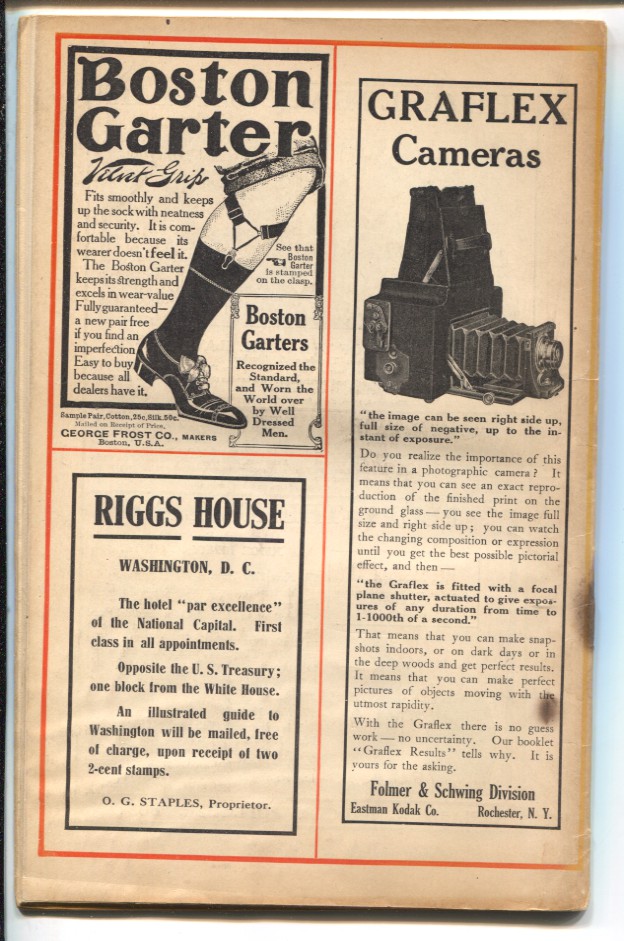 Boston
Garter
Velvet Grip
Fits smoothly and keeps
up the sock with neatness
and security. It is com-
fortable because its
wearer doesn't feel it.
The Boston Garter
keeps its strength and
excels in wear-value
Fully guaranteed—
a new pair free
if you find an
imperfection
Easy to buy
because all
dealers have it.
See that
Boston
Garter
is stamped
on the clasp.
Boston
Garters
Recognized the
Standard,
and Worn the
World over
by Well
Dressed
Men.
Sample Pair, Cotton, 25c, Silk, 50c.
Mailed on Receipt of Price.
GEORGE FROST CO., MAKERS
Boston, U.S.A.
RIGGS HOUSE
WASHINGTON, D. C.
The hotel "par excellence"
of the National Capital. First
class in all appointments.
Opposite the U. S. Treasury;
one block from the White House.
An illustrated guide to
Washington will be mailed, free
of charge, upon receipt of two
2-cent stamps.
O. G. STAPLES, Proprietor.
GRAFLEX
Cameras
"the image can be seen right side up,
full size of negative, up to the in-
stant of exposure."
Do you realize the importance of this
feature in a photographic camera? It
means that you can see an exact repro-
duction of the finished print on the
ground glass—you see the image full
size and right side up; you can watch
the changing composition or expression
until you get the best possible pictorial
effect, and then—
"the Graflex is fitted with a focal
plane shutter, actuated to give expos-
ures of any duration from time to
1-1000th of a second."
That means that you can make snap-
shots indoors, or on dark days or in
the deep woods and get perfect results.
It means that you can make perfect
pictures of objects moving with the
utmost rapidity.
With the Graflex there is no guess
work—no uncertainty. Our booklet
"Graflex Results" tells why. It is
yours for the asking.
Folmer & Schwing Division
Eastman Kodak Co. Rochester, N. Y.